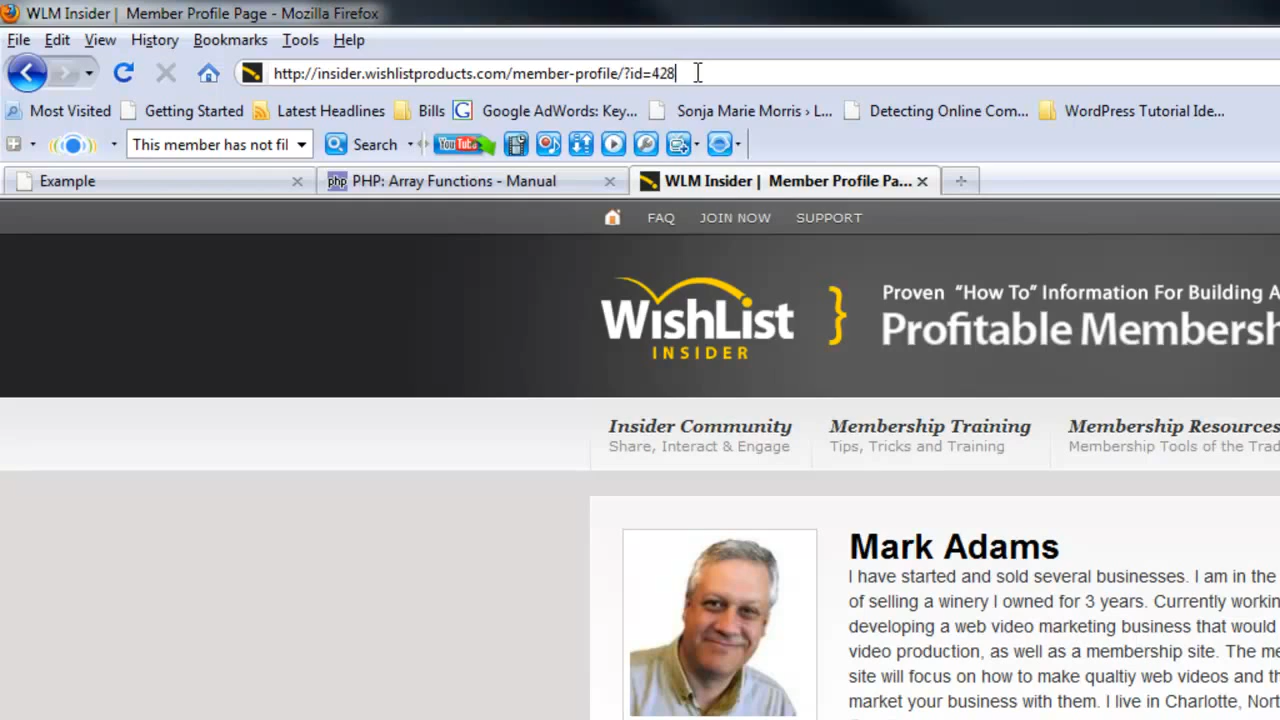 WLM Insider | Member Profile Page - Mozilla Firefox
File Edit View History Bookmarks Tools Help
http://insider.wishlistproducts.com/member-profile/?id=428
Most Visited Getting Started Latest Headlines Bills Google AdWords: Key... Sonja Marie Morris › L... Detecting Online Com... WordPress Tutorial Ide...
This member has not fil Search YouTube
Example PHP: Array Functions - Manual WLM Insider | Member Profile Pa...
FAQ JOIN NOW SUPPORT
WishList
INSIDER
Proven “How To” Information For Building A
Profitable Membersh
Insider Community Membership Training Membership Resources
Share, Interact & Engage Tips, Tricks and Training Membership Tools of the Trad
Mark Adams
I have started and sold several businesses. I am in the
of selling a winery I owned for 3 years. Currently workin
developing a web video marketing business that would
video production, as well as a membership site. The me
site will focus on how to make qualtiy web videos and th
market your business with them. I live in Charlotte, Nort